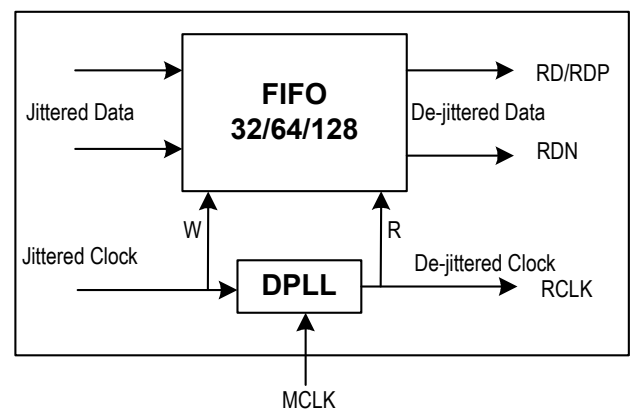 FIFO
32/64/128
RD/RDP
Jittered Data
De-jittered Data
RDN
W
R
Jittered Clock
De-jittered Clock
DPLL
RCLK
MCLK